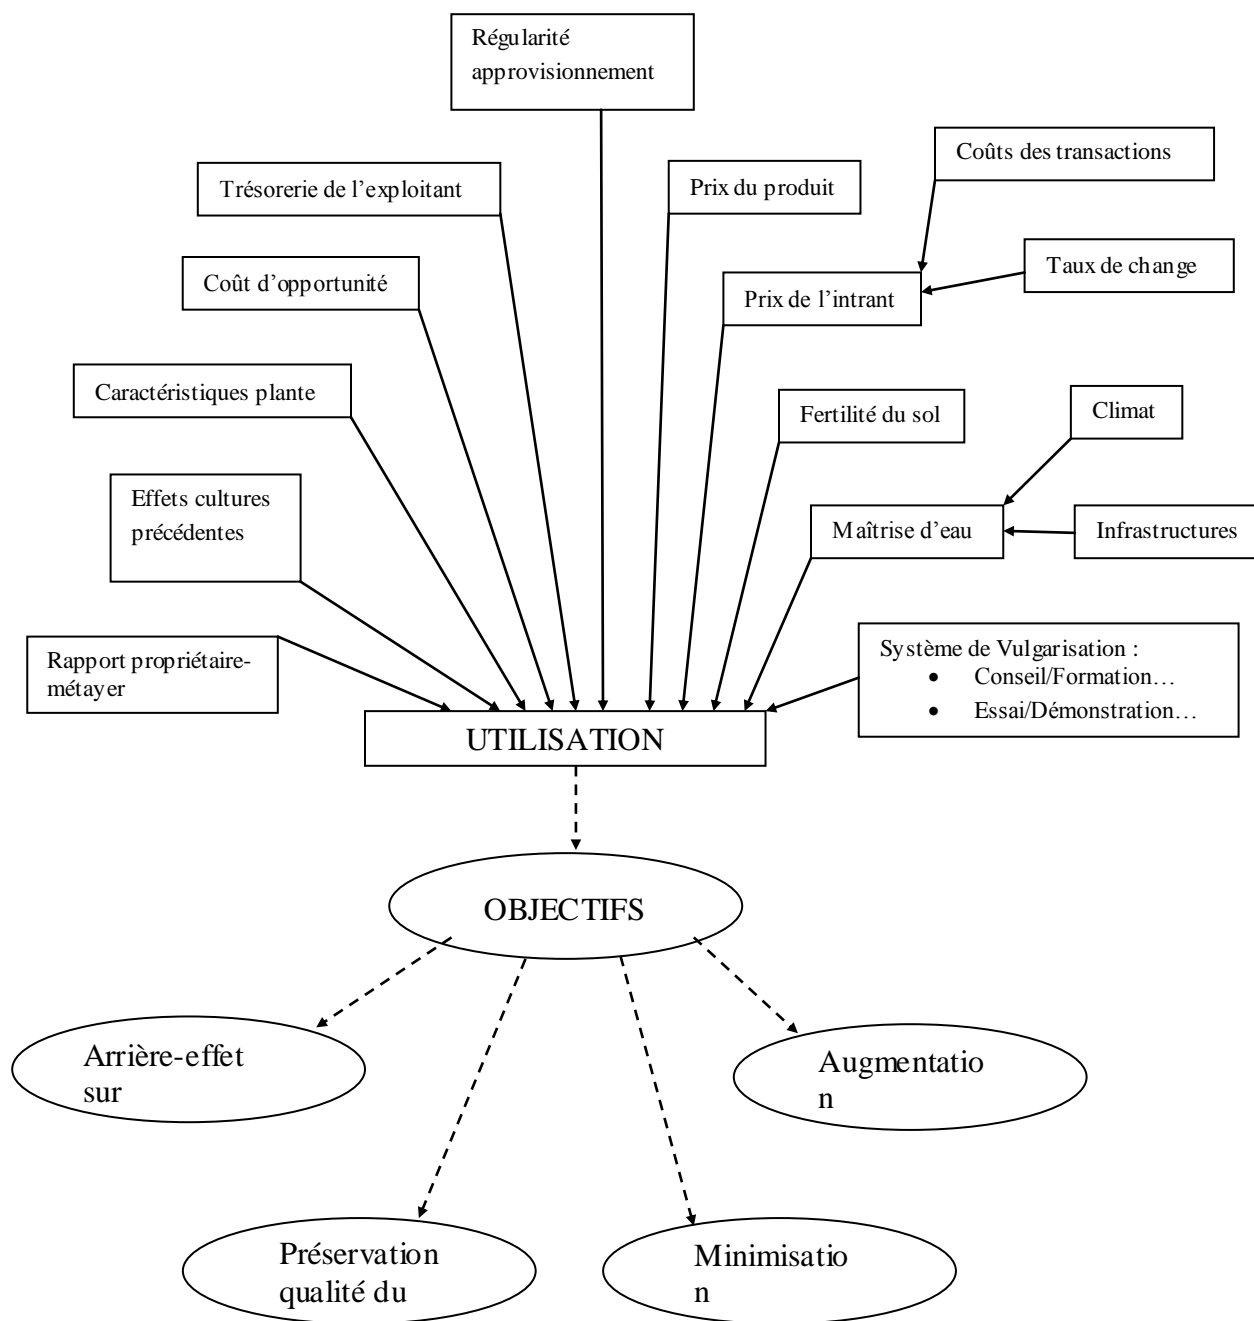 Régularité
approvisionnement
Coûts des transactions
Trésorerie de l’exploitant
Prix du produit
Coût d’opportunité
Prix de l’intrant
Taux de change
Caractéristiques plante
Fertilité du sol
Climat
Effets cultures
précédentes
Maîtrise d’eau
Infrastructures
Rapport propriétaire-
métayer
Système de Vulgarisation :
• Conseil/Formation…
• Essai/Démonstration…
UTILISATION
OBJECTIFS
Arrière-effet
sur
Augmentatio
n
Préservation
qualité du
Minimisatio
n